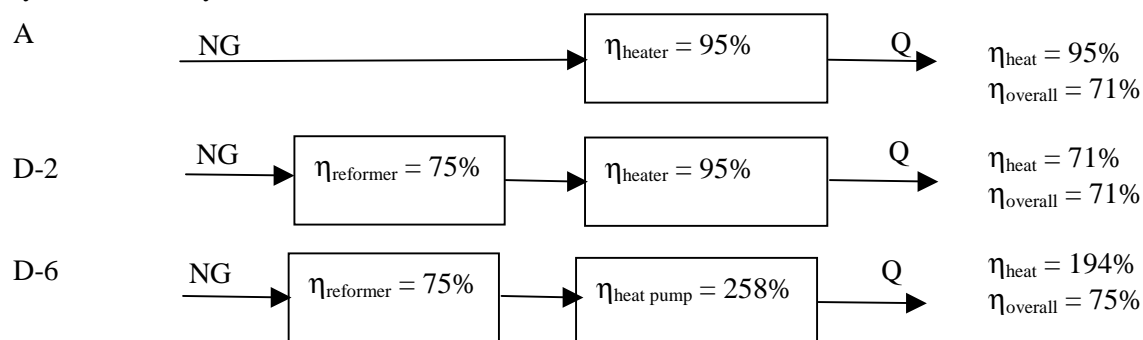 A
NG
ηheater = 95%
Q
ηheat = 95%
ηoverall = 71%
D-2
NG
ηreformer = 75%
ηheater = 95%
Q
ηheat = 71%
ηoverall = 71%
D-6
NG
ηreformer = 75%
ηheat pump = 258%
Q
ηheat = 194%
ηoverall = 75%